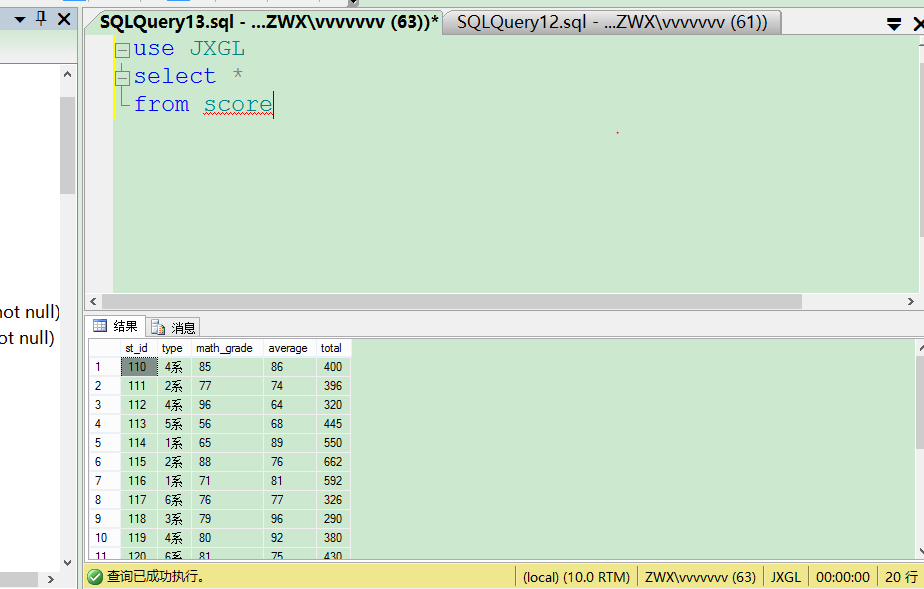 SQLQuery13.sql - ...ZWX\vvvvvvv (63))*
SQLQuery12.sql - ...ZWX\vvvvvvv (61))
use JXGL
select *
from score
not null)
ot null)
结果
消息
st_id type math_grade average total
1 110 4系 85 86 400
2 111 2系 77 74 396
3 112 4系 96 64 320
4 113 5系 56 68 445
5 114 1系 65 89 550
6 115 2系 88 76 662
7 116 1系 71 81 592
8 117 6系 76 77 326
9 118 3系 79 96 290
10 119 4系 80 92 380
11 120 6系 81 75 430
查询已成功执行。
(local) (10.0 RTM)
ZWX\vvvvvvv (63)
JXGL
00:00:00
20 行